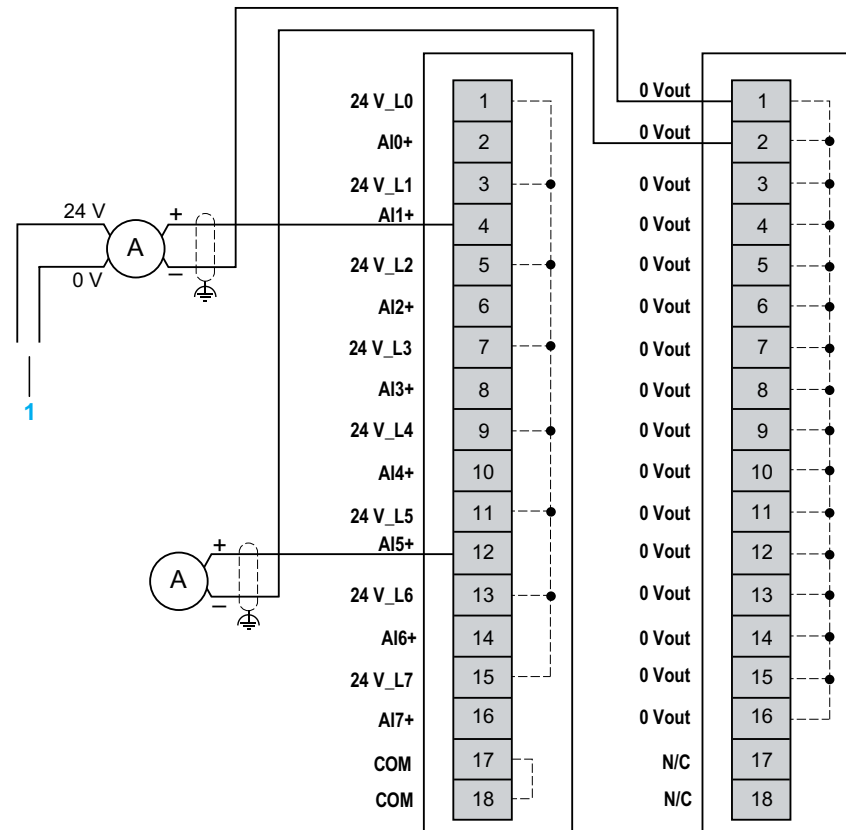 24 V_L0 1 0 Vout 1
AI0+ 2 0 Vout 2
24 V_L1 3 0 Vout 3
24 V + AI1+ 4 0 Vout 4
A
0 V − 24 V_L2 5 0 Vout 5
AI2+ 6 0 Vout 6
24 V_L3 7 0 Vout 7
AI3+ 8 0 Vout 8
1
24 V_L4 9 0 Vout 9
AI4+ 10 0 Vout 10
24 V_L5 11 0 Vout 11
+ AI5+ 12 0 Vout 12
A
− 24 V_L6 13 0 Vout 13
AI6+ 14 0 Vout 14
24 V_L7 15 0 Vout 15
AI7+ 16 0 Vout 16
COM 17 N/C 17
COM 18 N/C 18